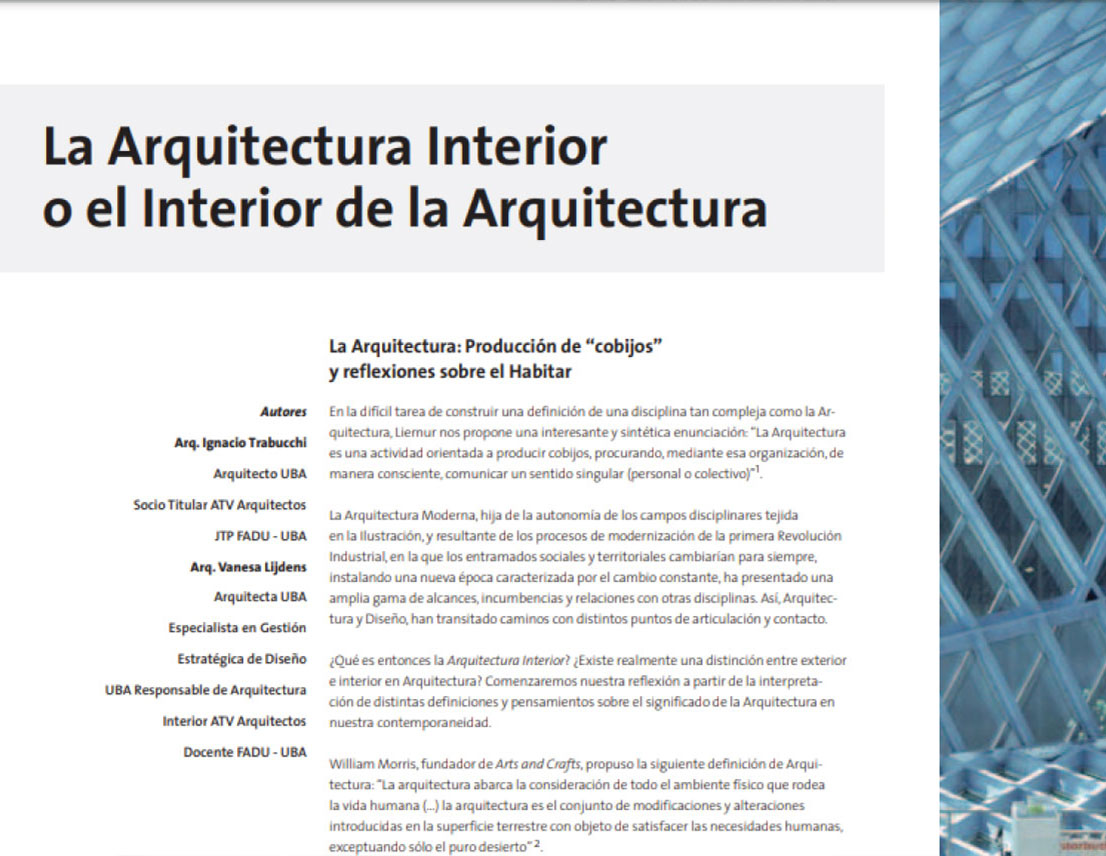 La Arquitectura Interior
o el Interior de la Arquitectura
La Arquitectura: Producción de “cobijos”
y reflexiones sobre el Habitar
Autores
Arq. Ignacio Trabucchi
Arquitecto UBA
Socio Titular ATV Arquitectos
JTP FADU - UBA
Arq. Vanesa Lijdens
Arquitecta UBA
Especialista en Gestión
Estratégica de Diseño
UBA Responsable de Arquitectura
Interior ATV Arquitectos
Docente FADU - UBA
En la difícil tarea de construir una definición de una disciplina tan compleja como la Ar-
quitectura, Liernur nos propone una interesante y sintética enunciación: “La Arquitectura
es una actividad orientada a producir cobijos, procurando, mediante esa organización, de
manera consciente, comunicar un sentido singular (personal o colectivo)”1.
La Arquitectura Moderna, hija de la autonomía de los campos disciplinares tejida
en la Ilustración, y resultante de los procesos de modernización de la primera Revolución
Industrial, en la que los entramados sociales y territoriales cambiarían para siempre,
instalando una nueva época caracterizada por el cambio constante, ha presentado una
amplia gama de alcances, incumbencias y relaciones con otras disciplinas. Así, Arquitec-
tura y Diseño, han transitado caminos con distintos puntos de articulación y contacto.
¿Qué es entonces la Arquitectura Interior? ¿Existe realmente una distinción entre exterior
e interior en Arquitectura? Comenzaremos nuestra reflexión a partir de la interpreta-
ción de distintas definiciones y pensamientos sobre el significado de la Arquitectura en
nuestra contemporaneidad.
William Morris, fundador de Arts and Crafts, propuso la siguiente definición de Arqui-
tectura: “La arquitectura abarca la consideración de todo el ambiente físico que rodea
la vida humana (...) la arquitectura es el conjunto de modificaciones y alteraciones
introducidas en la superficie terrestre con objeto de satisfacer las necesidades humanas,
exceptuando sólo el puro desierto” 2.